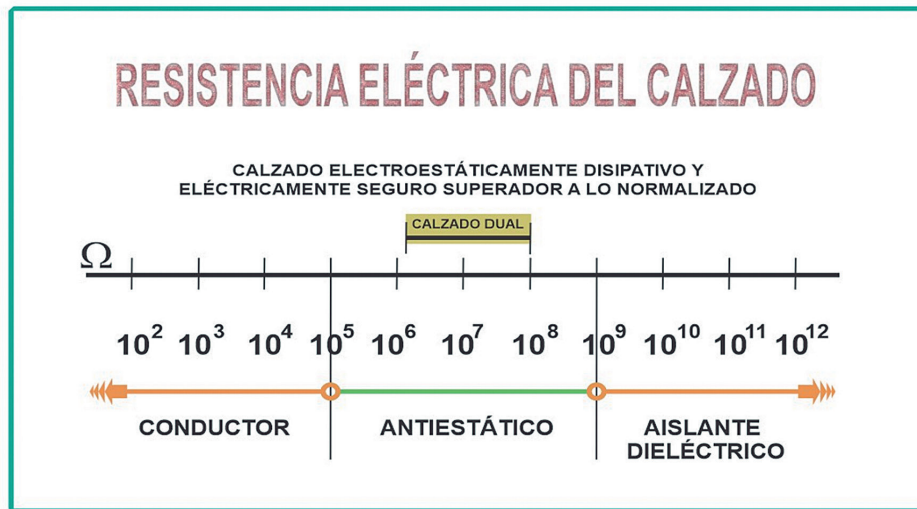 RESISTENCIA ELÉCTRICA DEL CALZADO
CALZADO ELECTROESTÁTICAMENTE DISIPATIVO Y
ELÉCTRICAMENTE SEGURO SUPERADOR A LO NORMALIZADO
CALZADO DUAL
Ω
10² 10³ 10⁴ 10⁵ 10⁶ 10⁷ 10⁸ 10⁹ 10¹⁰ 10¹¹ 10¹²
CONDUCTOR ANTIESTÁTICO AISLANTE
DIELÉCTRICO